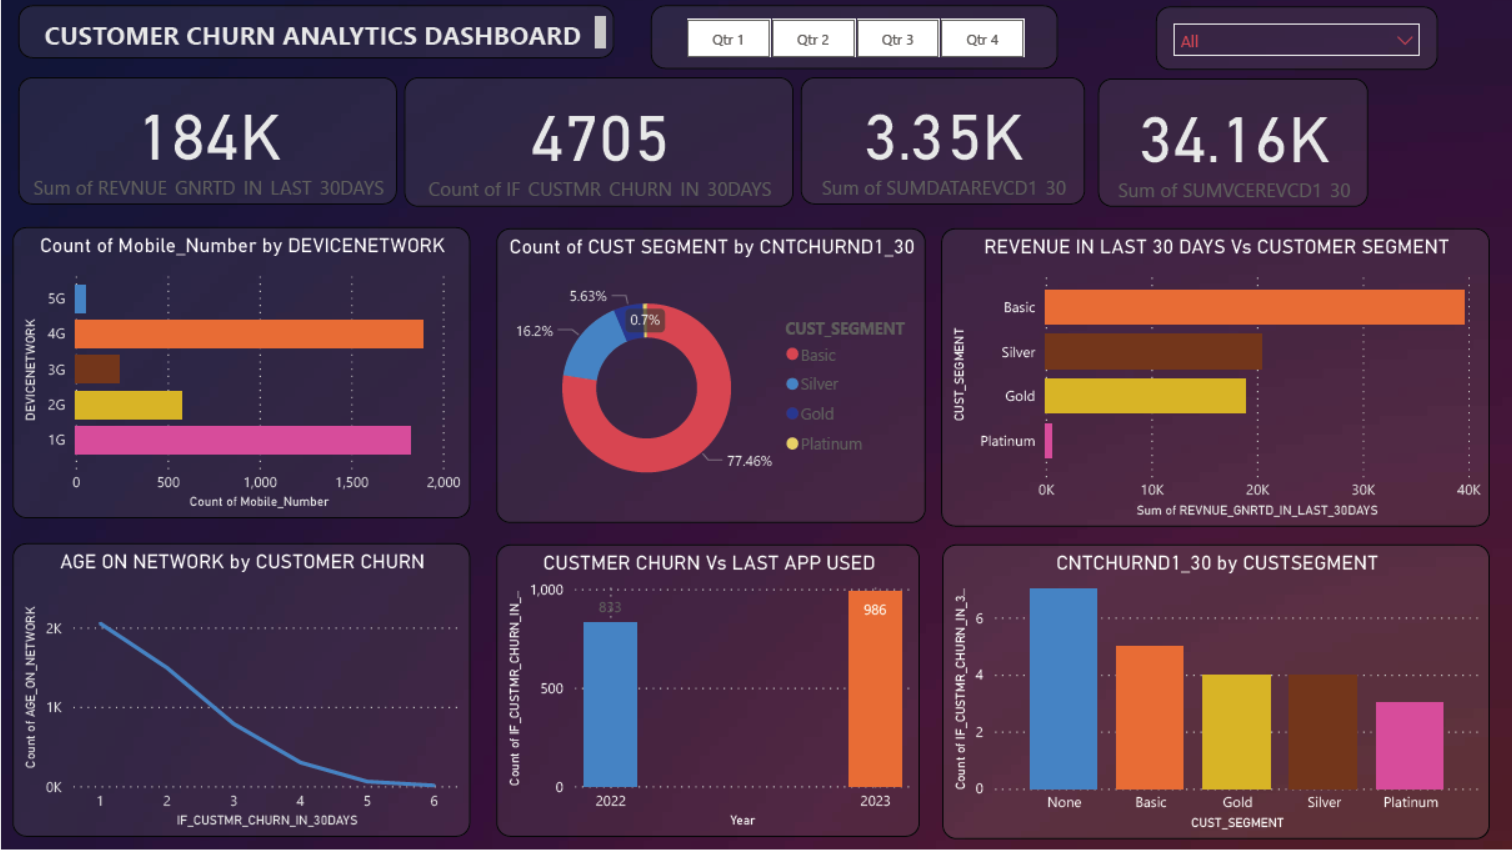 CUSTOMER CHURN ANALYTICS DASHBOARD
Qtr 1
Qtr 2
Qtr 3
Qtr 4
All
184K
Sum of REVNUE_GNRTD_IN_LAST_30DAYS
4705
Count of IF_CUSTMR_CHURN_IN_30DAYS
3.35K
Sum of SUMDATAREVCD1_30
34.16K
Sum of SUMVCEREVCD1_30
Count of Mobile_Number by DEVICENETWORK
DEVICENETWORK
5G
4G
3G
2G
1G
0
500
1,000
1,500
2,000
Count of Mobile_Number
Count of CUST SEGMENT by CNTCHURND1_30
5.63%
0.7%
16.2%
77.46%
CUST_SEGMENT
Basic
Silver
Gold
Platinum
REVENUE IN LAST 30 DAYS Vs CUSTOMER SEGMENT
CUST_SEGMENT
Basic
Silver
Gold
Platinum
0K
10K
20K
30K
40K
Sum of REVNUE_GNRTD_IN_LAST_30DAYS
AGE ON NETWORK by CUSTOMER CHURN
Count of AGE_ON_NETWORK
2K
1K
0K
1
2
3
4
5
6
IF_CUSTMR_CHURN_IN_30DAYS
CUSTMER CHURN Vs LAST APP USED
Count of IF_CUSTMR_CHURN_IN_...
1,000
500
0
833
986
2022
2023
Year
CNTCHURND1_30 by CUSTSEGMENT
Count of IF_CUSTMR_CHURN_IN_3...
6
4
2
0
None
Basic
Gold
Silver
Platinum
CUST_SEGMENT